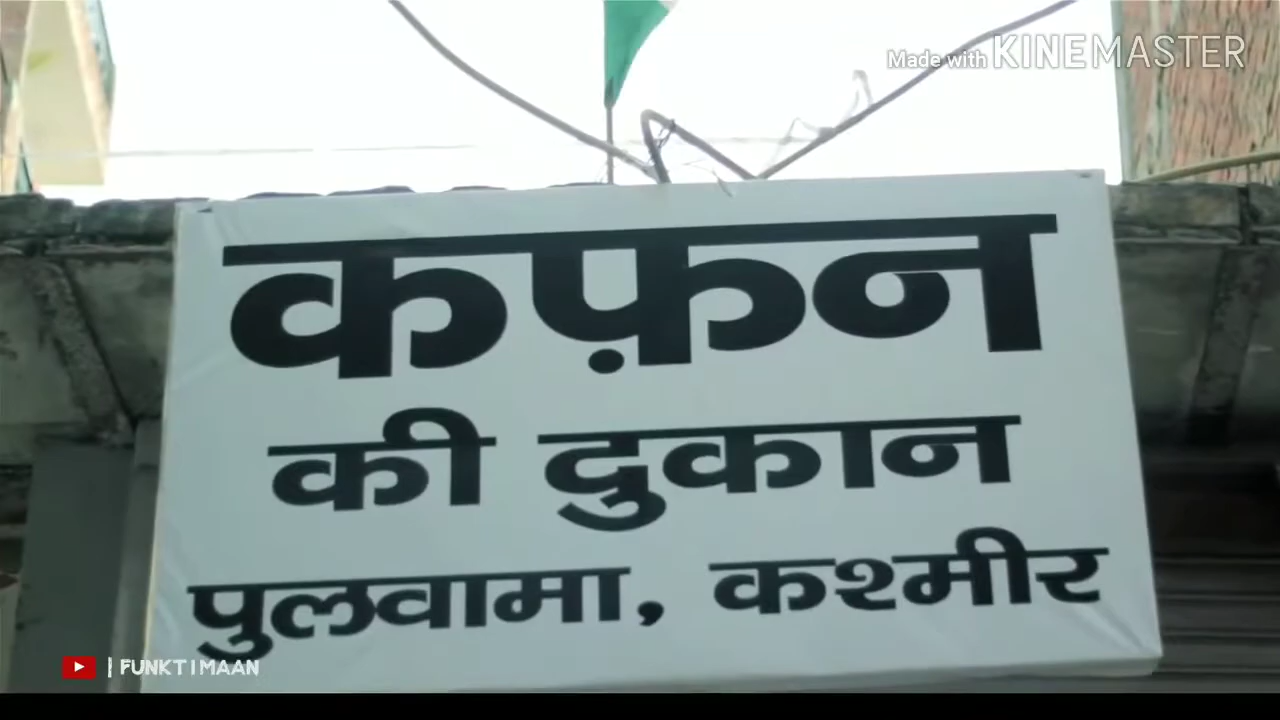 Made with KINEMASTER
कफ़न
की दुकान
पुलवामा, कश्मीर
| FUNKTIMAAN